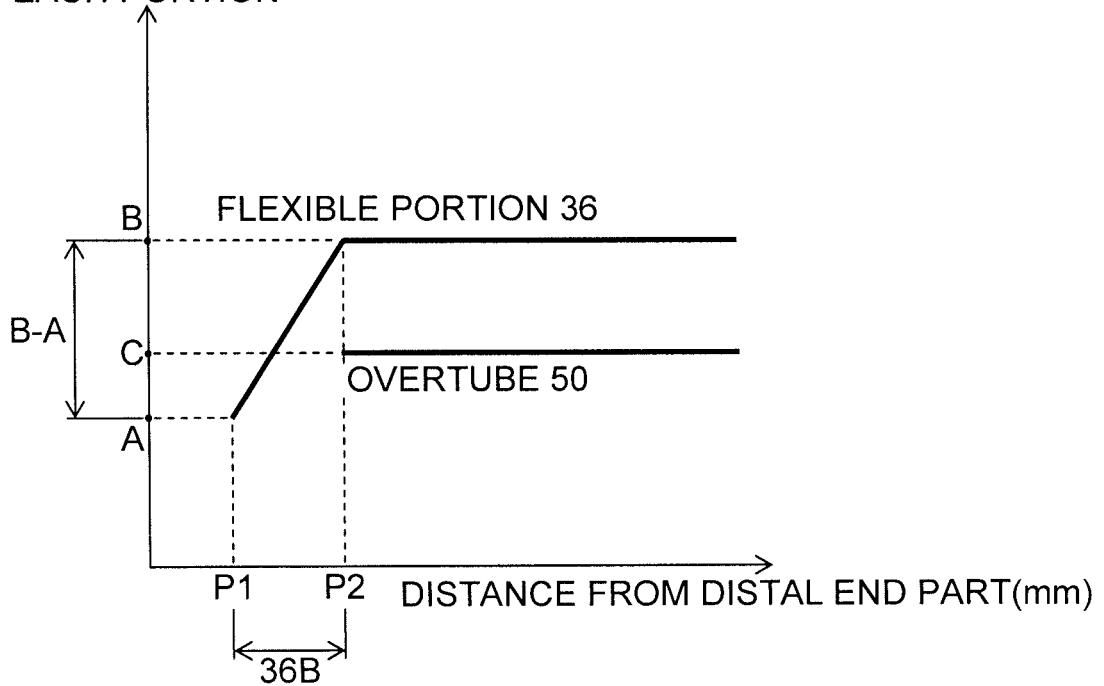 B
FLEXIBLE PORTION 36
B-A
C
OVERTUBE 50
A
P1
P2
DISTANCE FROM DISTAL END PART(mm)
36B